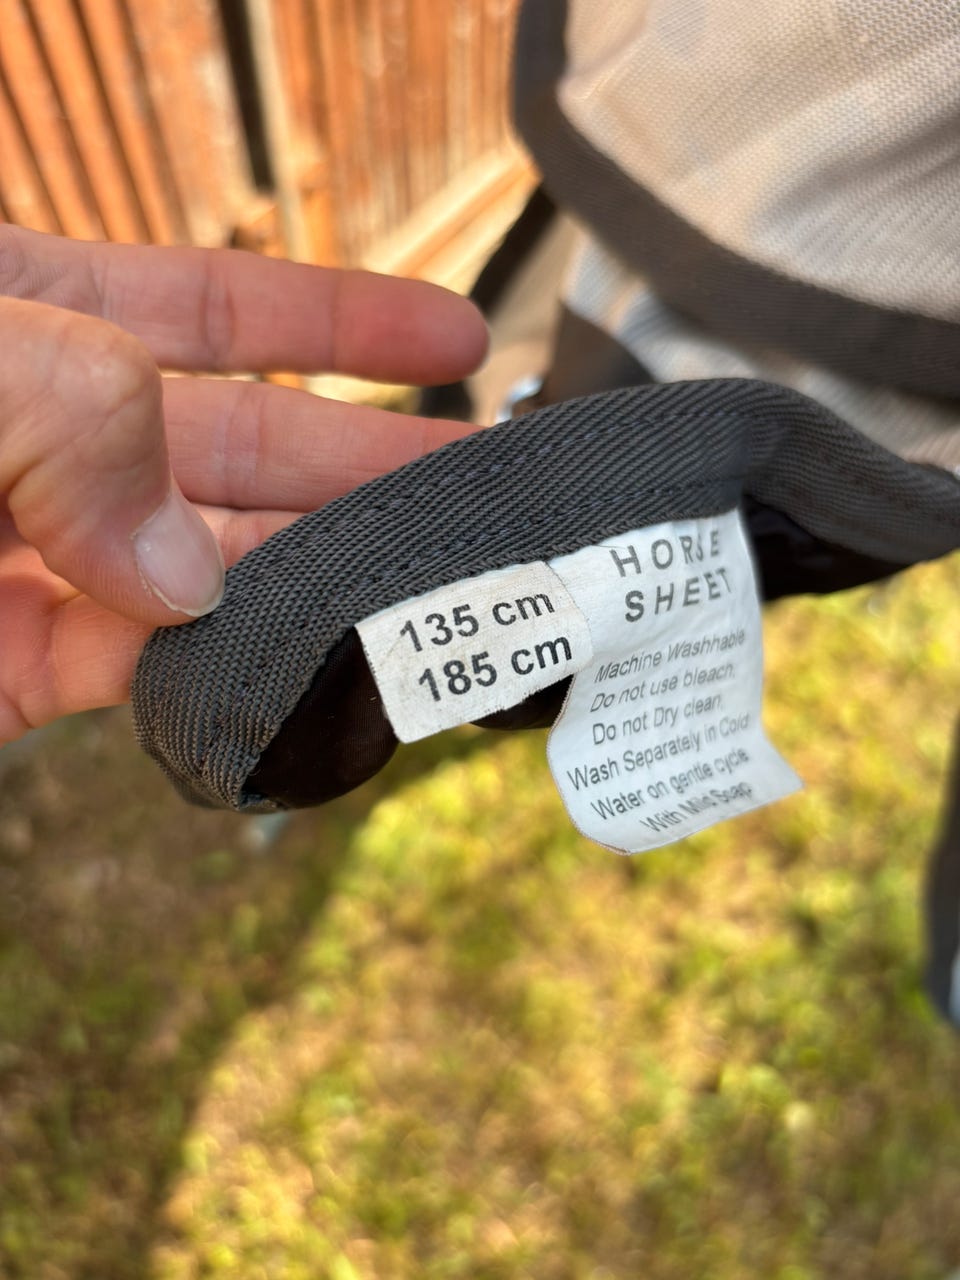 135 cm
185 cm
HORSE
SHEET
Machine Washhable
Do not use bleach,
Do not Dry clean,
Wash Separately in Cold
Water on gentle cycle
With Mild Soap